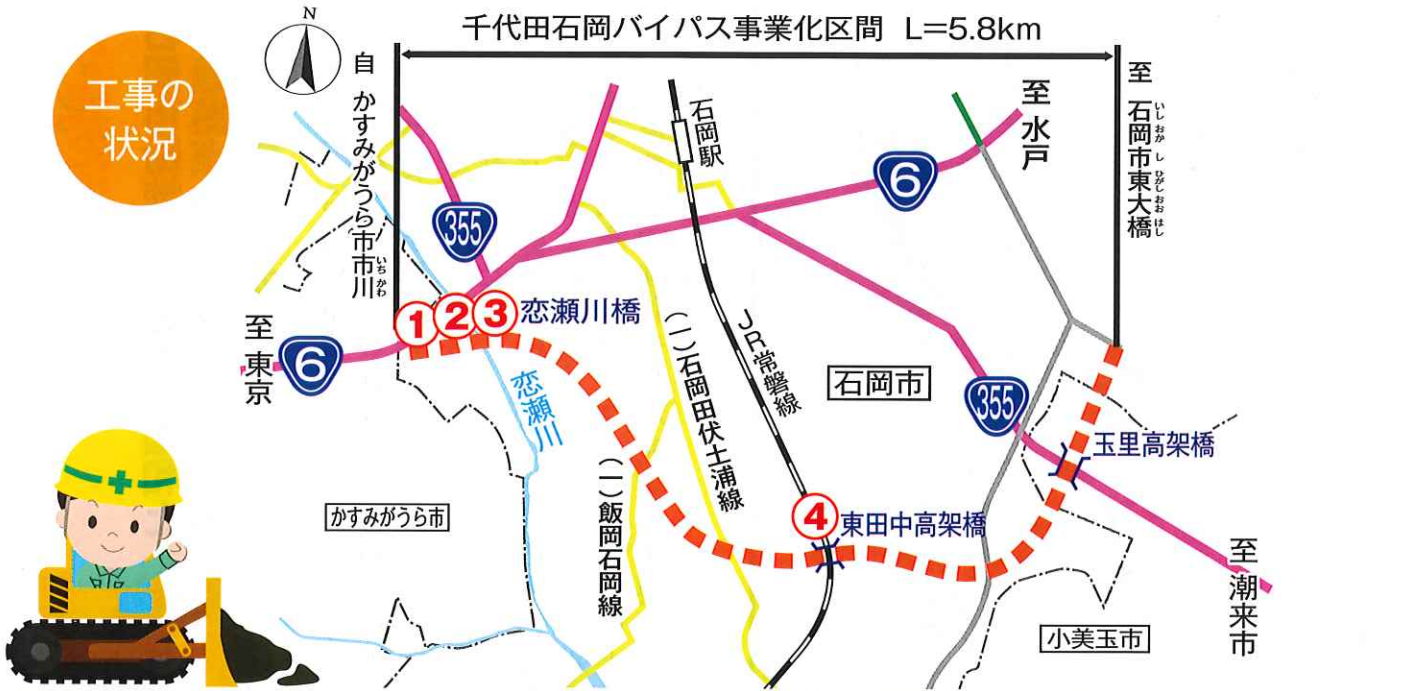 千代田石岡バイパス事業化区間 L=5.8km
N
工事の
状況
自 かすみがうら市市川
いちかわ
至 石岡市東大橋
いしおかしひがしおおはし
至水戸
石岡駅
6
355
①
②
③
恋瀬川橋
至東京
6
恋瀬川
(一)石岡田伏土浦線
JR常磐線
石岡市
355
玉里高架橋
かすみがうら市
(一)飯岡石岡線
④
東田中高架橋
至潮来市
小美玉市